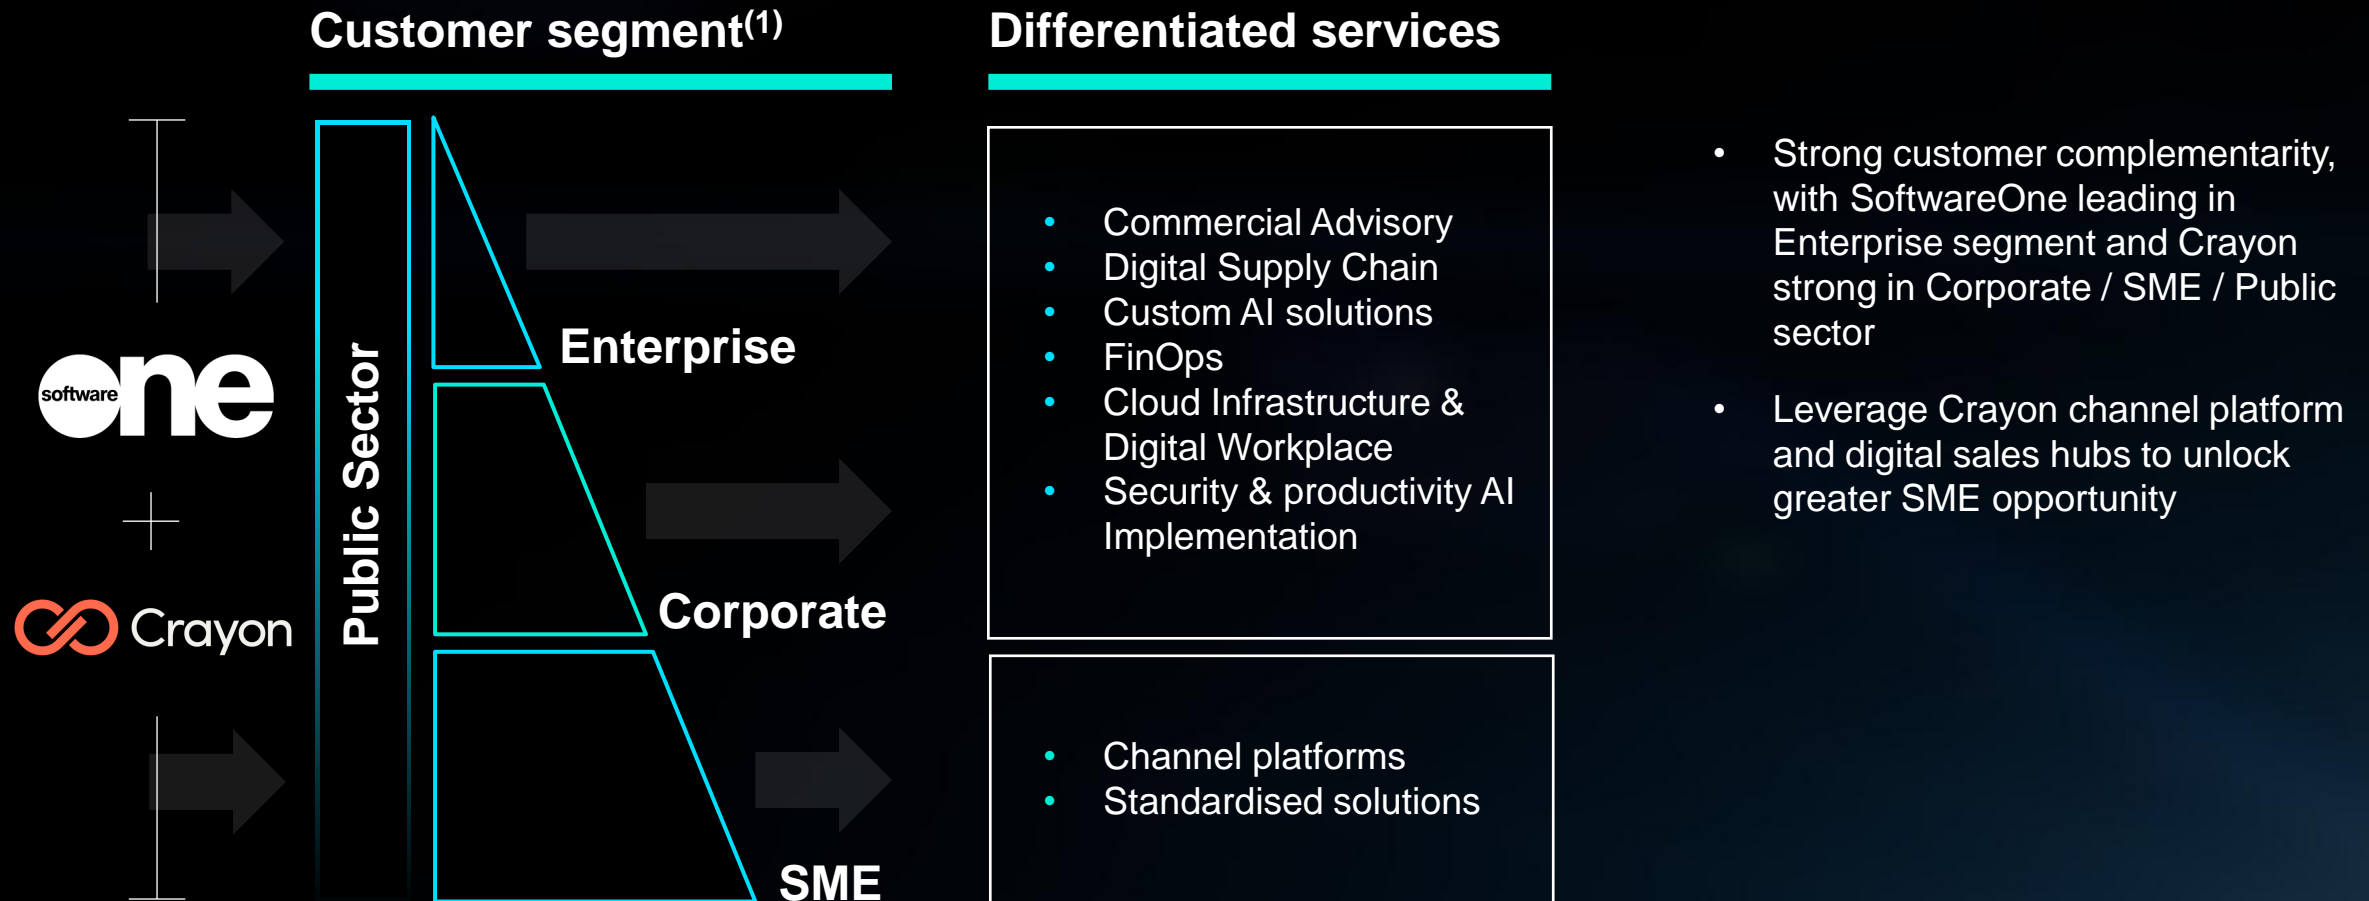 Customer segment(1)
Differentiated services
software
one
Crayon
Public Sector
Enterprise
Corporate
SME
• Commercial Advisory
• Digital Supply Chain
• Custom AI solutions
• FinOps
• Cloud Infrastructure &
Digital Workplace
• Security & productivity AI
Implementation
• Channel platforms
• Standardised solutions
• Strong customer complementarity,
with SoftwareOne leading in
Enterprise segment and Crayon
strong in Corporate / SME / Public
sector
• Leverage Crayon channel platform
and digital sales hubs to unlock
greater SME opportunity